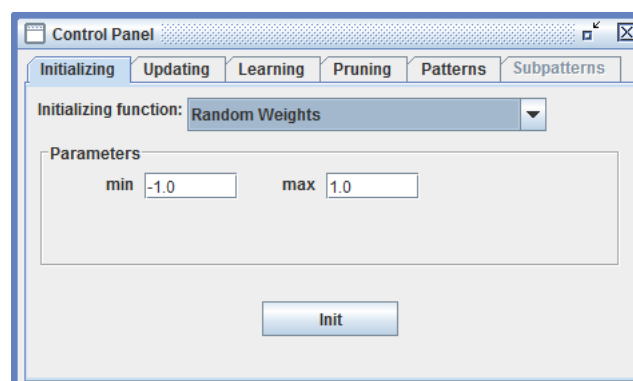 Control Panel
Initializing Updating Learning Pruning Patterns Subpatterns
Initializing function: Random Weights
Parameters
min -1.0 max 1.0
Init